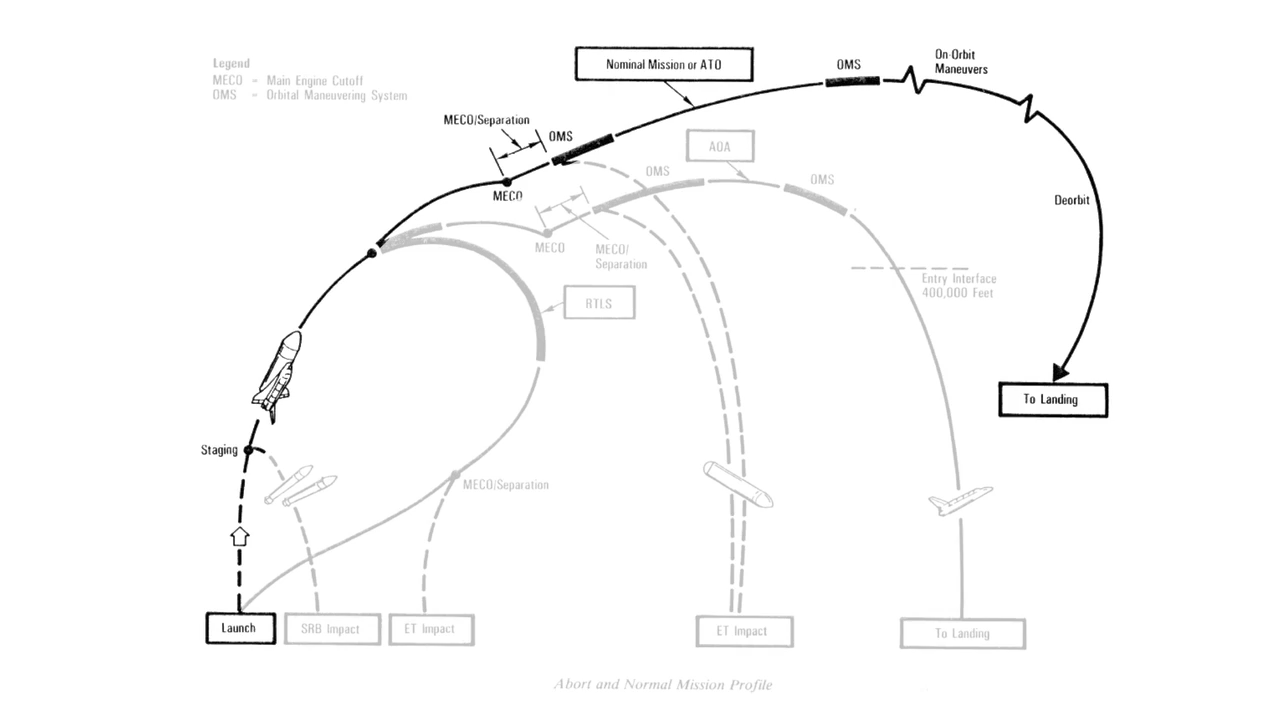 Legend
MECO = Main Engine Cutoff
OMS = Orbital Maneuvering System
Nominal Mission or ATO
OMS
On-Orbit
Maneuvers
MECO/Separation
OMS
MECO
AOA
OMS
OMS
Deorbit
MECO
MECO/
Separation
Entry Interface
400,000 Feet
RTLS
To Landing
Staging
MECO/Separation
Launch
SRB Impact
ET Impact
ET Impact
To Landing
Abort and Normal Mission Profile